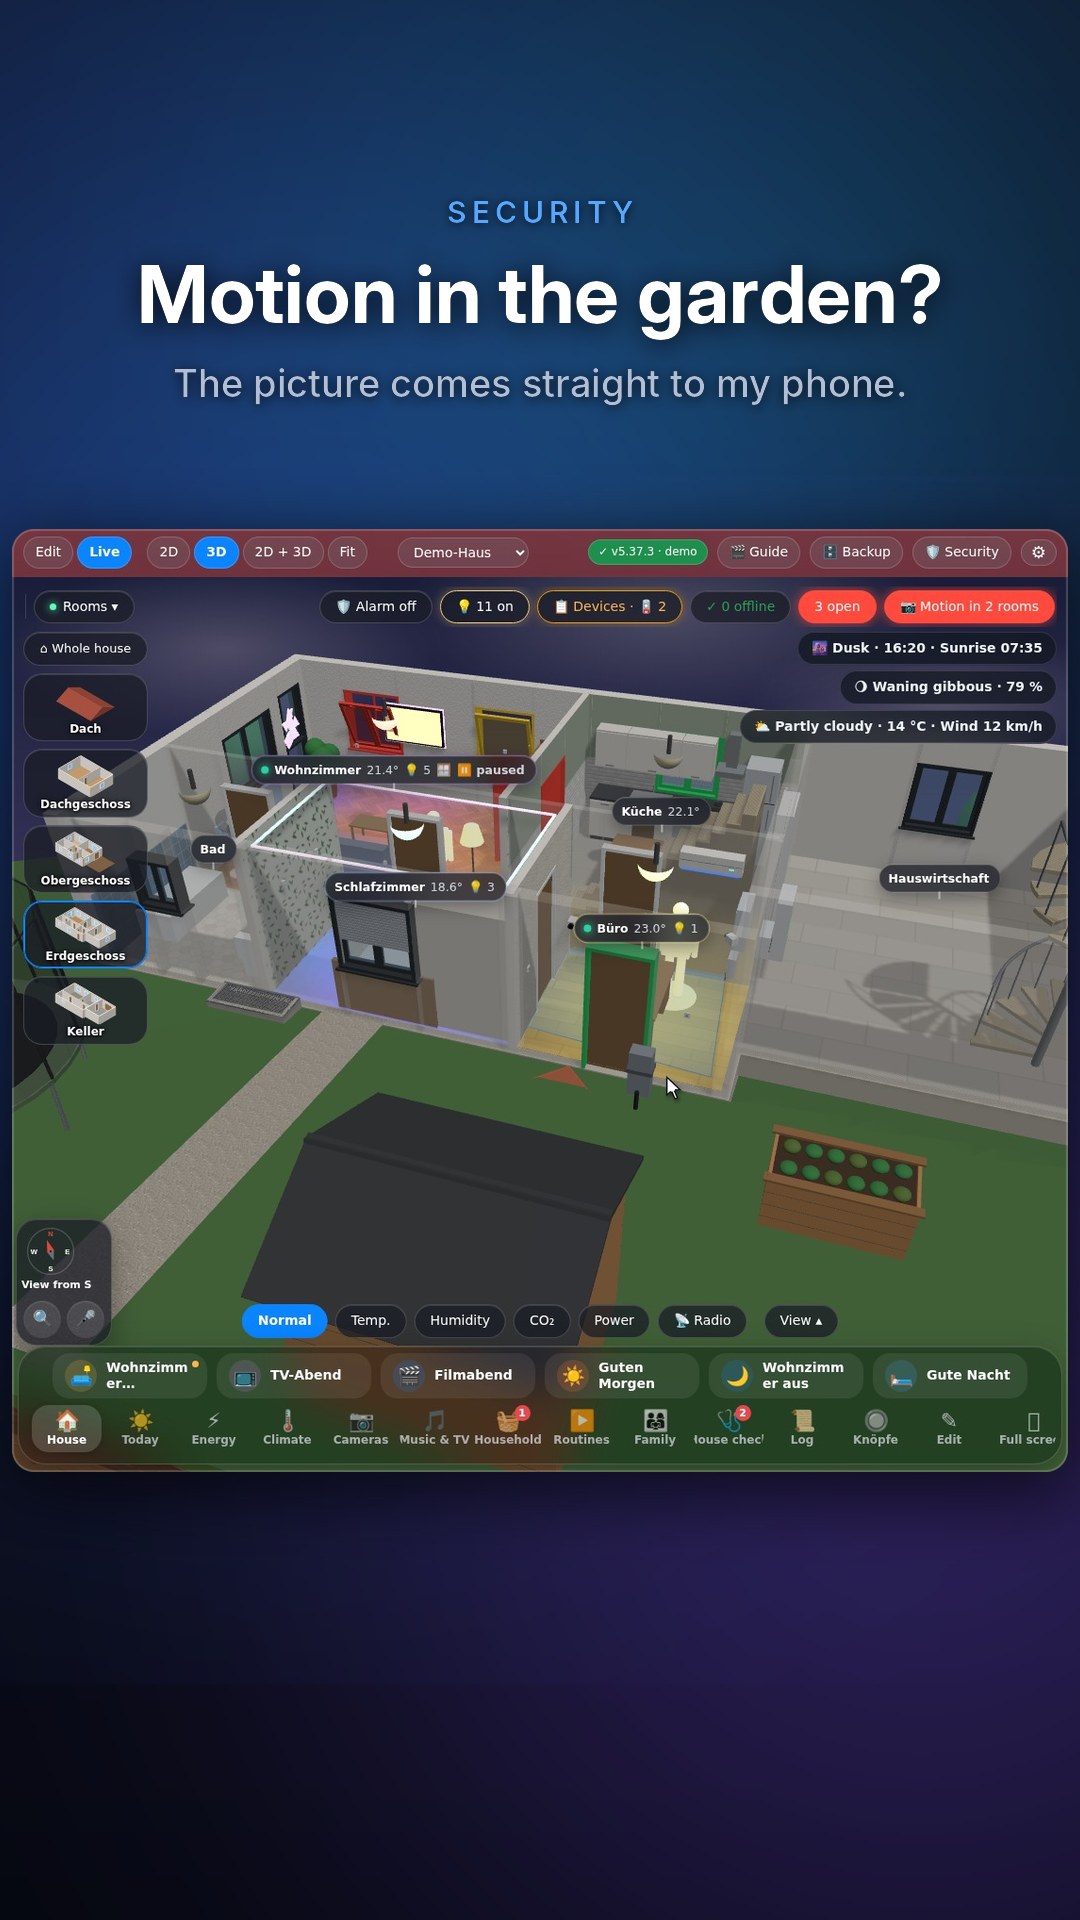 SECURITY
Motion in the garden?
The picture comes straight to my phone.
Edit Live 2D 3D 2D + 3D Fit Demo-Haus ✓ v5.37.3 · demo Guide Backup Security
Rooms ▾ Alarm off 11 on Devices · 2 ✓ 0 offline 3 open Motion in 2 rooms
⌂ Whole house
Dusk · 16:20 · Sunrise 07:35
Waning gibbous · 79 %
Partly cloudy · 14 °C · Wind 12 km/h
Dach
Dachgeschoss
Obergeschoss
Erdgeschoss
Keller
Wohnzimmer 21.4° 5 paused
Küche 22.1°
Bad
Schlafzimmer 18.6° 3
Hauswirtschaft
Büro 23.0° 1
N
W E
S
View from S
Normal Temp. Humidity CO₂ Power Radio View ▴
Wohnzimm
er...
TV-Abend
Filmabend
Guten
Morgen
Wohnzimm
er aus
Gute Nacht
1 2
House Today Energy Climate Cameras Music & TV Household Routines Family House check Log Knöpfe Edit Full scree